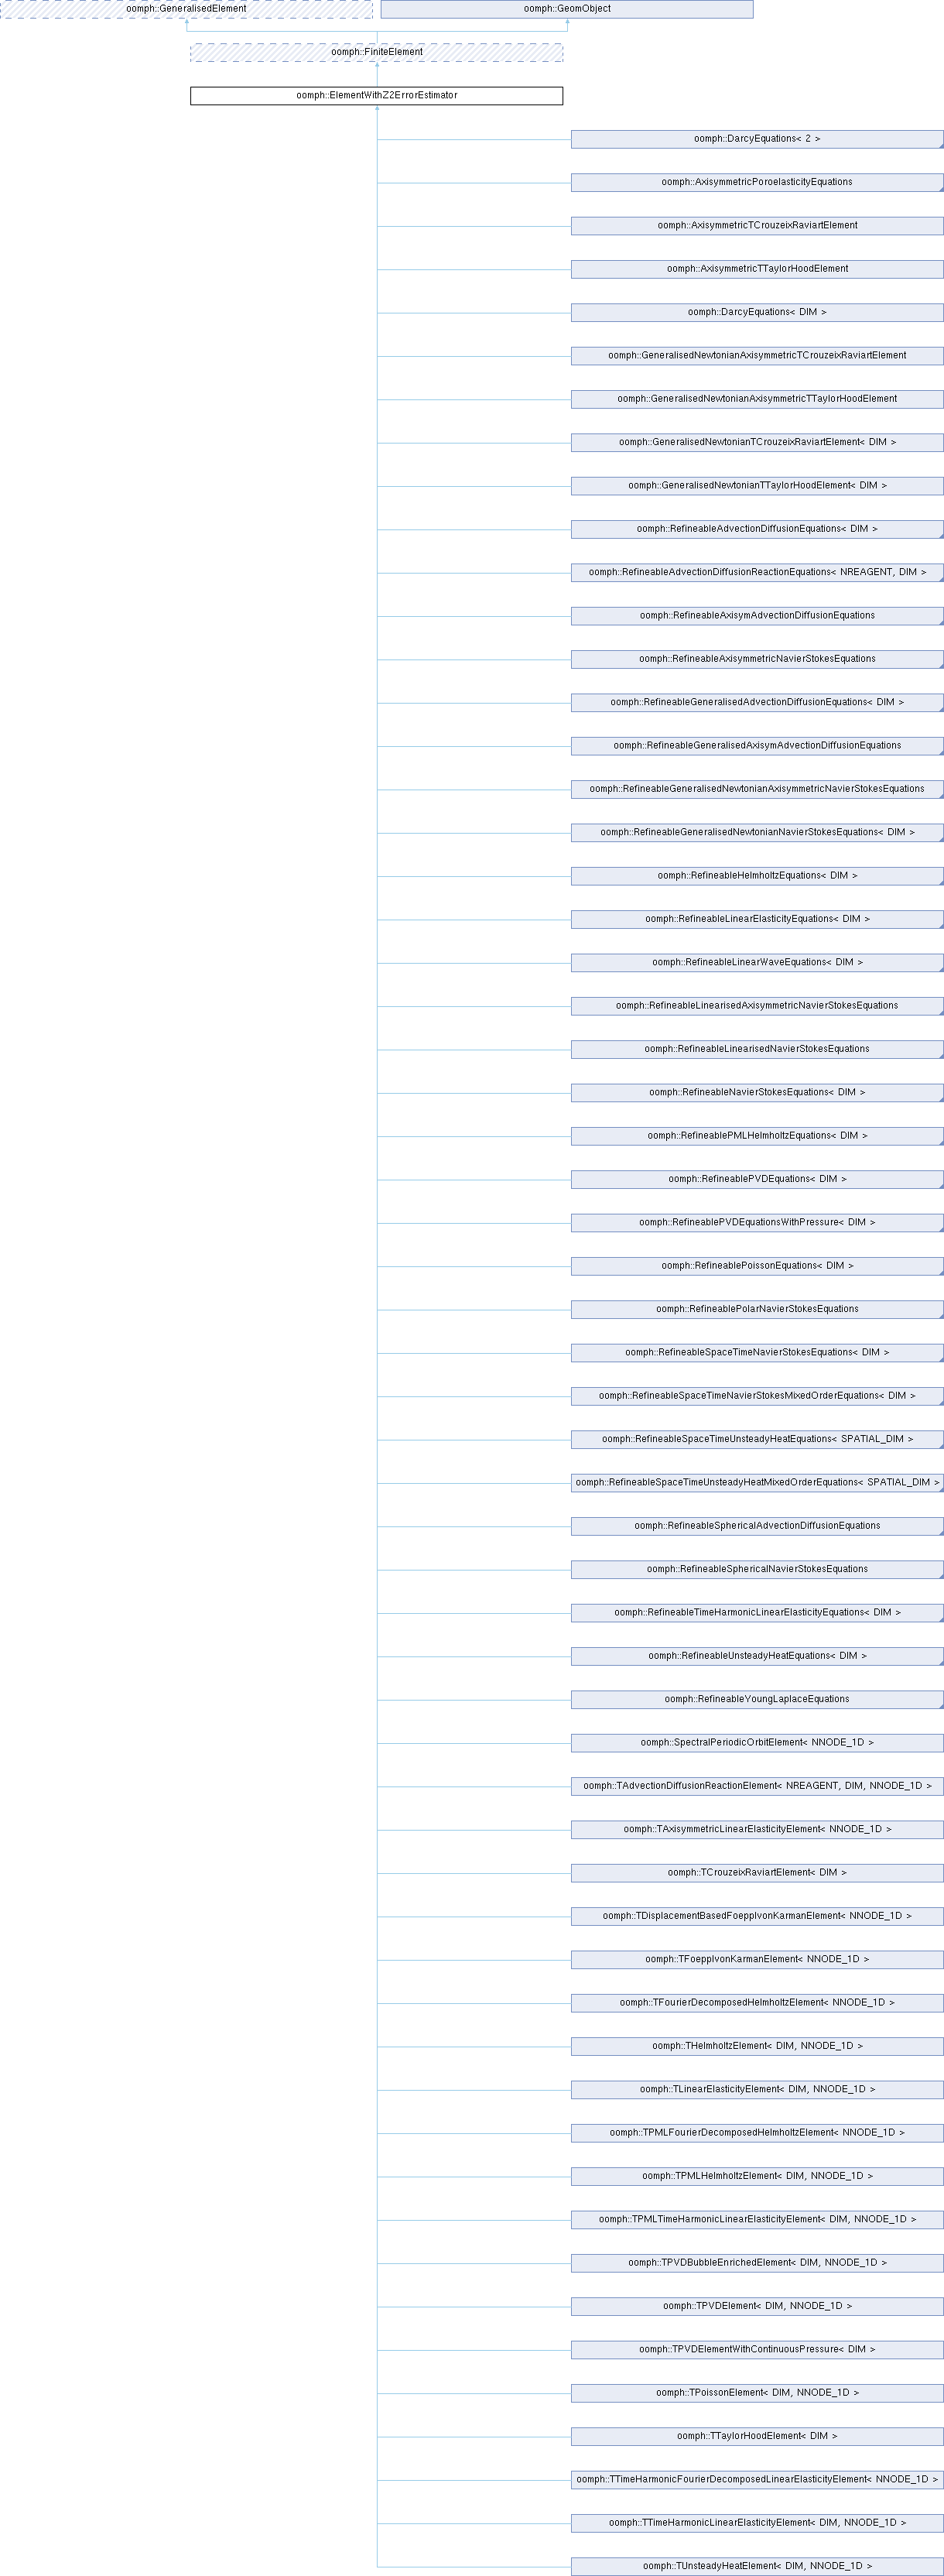 oomph::GeneralisedElement
oomph::GeomObject
oomph::FiniteElement
oomph::ElementWithZ2ErrorEstimator
oomph::DarcyEquations< 2 >
oomph::AxisymmetricPoroelasticityEquations
oomph::AxisymmetricTCrouzeixRaviartElement
oomph::AxisymmetricTTaylorHoodElement
oomph::DarcyEquations< DIM >
oomph::GeneralisedNewtonianAxisymmetricTCrouzeixRaviartElement
oomph::GeneralisedNewtonianAxisymmetricTTaylorHoodElement
oomph::GeneralisedNewtonianTCrouzeixRaviartElement< DIM >
oomph::GeneralisedNewtonianTTaylorHoodElement< DIM >
oomph::RefineableAdvectionDiffusionEquations< DIM >
oomph::RefineableAdvectionDiffusionReactionEquations< NREAGENT, DIM >
oomph::RefineableAxisymAdvectionDiffusionEquations
oomph::RefineableAxisymmetricNavierStokesEquations
oomph::RefineableGeneralisedAdvectionDiffusionEquations< DIM >
oomph::RefineableGeneralisedAxisymAdvectionDiffusionEquations
oomph::RefineableGeneralisedNewtonianAxisymmetricNavierStokesEquations
oomph::RefineableGeneralisedNewtonianNavierStokesEquations< DIM >
oomph::RefineableHelmholtzEquations< DIM >
oomph::RefineableLinearElasticityEquations< DIM >
oomph::RefineableLinearWaveEquations< DIM >
oomph::RefineableLinearisedAxisymmetricNavierStokesEquations
oomph::RefineableLinearisedNavierStokesEquations
oomph::RefineableNavierStokesEquations< DIM >
oomph::RefineablePMLHelmholtzEquations< DIM >
oomph::RefineablePVDEquations< DIM >
oomph::RefineablePVDEquationsWithPressure< DIM >
oomph::RefineablePoissonEquations< DIM >
oomph::RefineablePolarNavierStokesEquations
oomph::RefineableSpaceTimeNavierStokesEquations< DIM >
oomph::RefineableSpaceTimeNavierStokesMixedOrderEquations< DIM >
oomph::RefineableSpaceTimeUnsteadyHeatEquations< SPATIAL_DIM >
oomph::RefineableSpaceTimeUnsteadyHeatMixedOrderEquations< SPATIAL_DIM >
oomph::RefineableSphericalAdvectionDiffusionEquations
oomph::RefineableSphericalNavierStokesEquations
oomph::RefineableTimeHarmonicLinearElasticityEquations< DIM >
oomph::RefineableUnsteadyHeatEquations< DIM >
oomph::RefineableYoungLaplaceEquations
oomph::SpectralPeriodicOrbitElement< NNODE_1D >
oomph::TAdvectionDiffusionReactionElement< NREAGENT, DIM, NNODE_1D >
oomph::TAxisymmetricLinearElasticityElement< NNODE_1D >
oomph::TCrouzeixRaviartElement< DIM >
oomph::TDisplacementBasedFoepplvonKarmanElement< NNODE_1D >
oomph::TFoepplvonKarmanElement< NNODE_1D >
oomph::TFourierDecomposedHelmholtzElement< NNODE_1D >
oomph::THelmholtzElement< DIM, NNODE_1D >
oomph::TLinearElasticityElement< DIM, NNODE_1D >
oomph::TPMLFourierDecomposedHelmholtzElement< NNODE_1D >
oomph::TPMLHelmholtzElement< DIM, NNODE_1D >
oomph::TPMLTimeHarmonicLinearElasticityElement< DIM, NNODE_1D >
oomph::TPVDBubbleEnrichedElement< DIM, NNODE_1D >
oomph::TPVDElement< DIM, NNODE_1D >
oomph::TPVDElementWithContinuousPressure< DIM >
oomph::TPoissonElement< DIM, NNODE_1D >
oomph::TTaylorHoodElement< DIM >
oomph::TTimeHarmonicFourierDecomposedLinearElasticityElement< NNODE_1D >
oomph::TTimeHarmonicLinearElasticityElement< DIM, NNODE_1D >
oomph::TUnsteadyHeatElement< DIM, NNODE_1D >